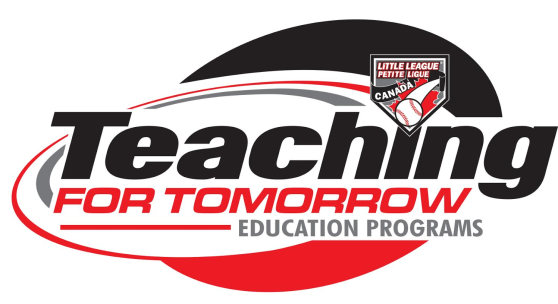 LITTLE LEAGUE
PETITE LIGUE
CANADA
Teaching
FOR TOMORROW
EDUCATION PROGRAMS